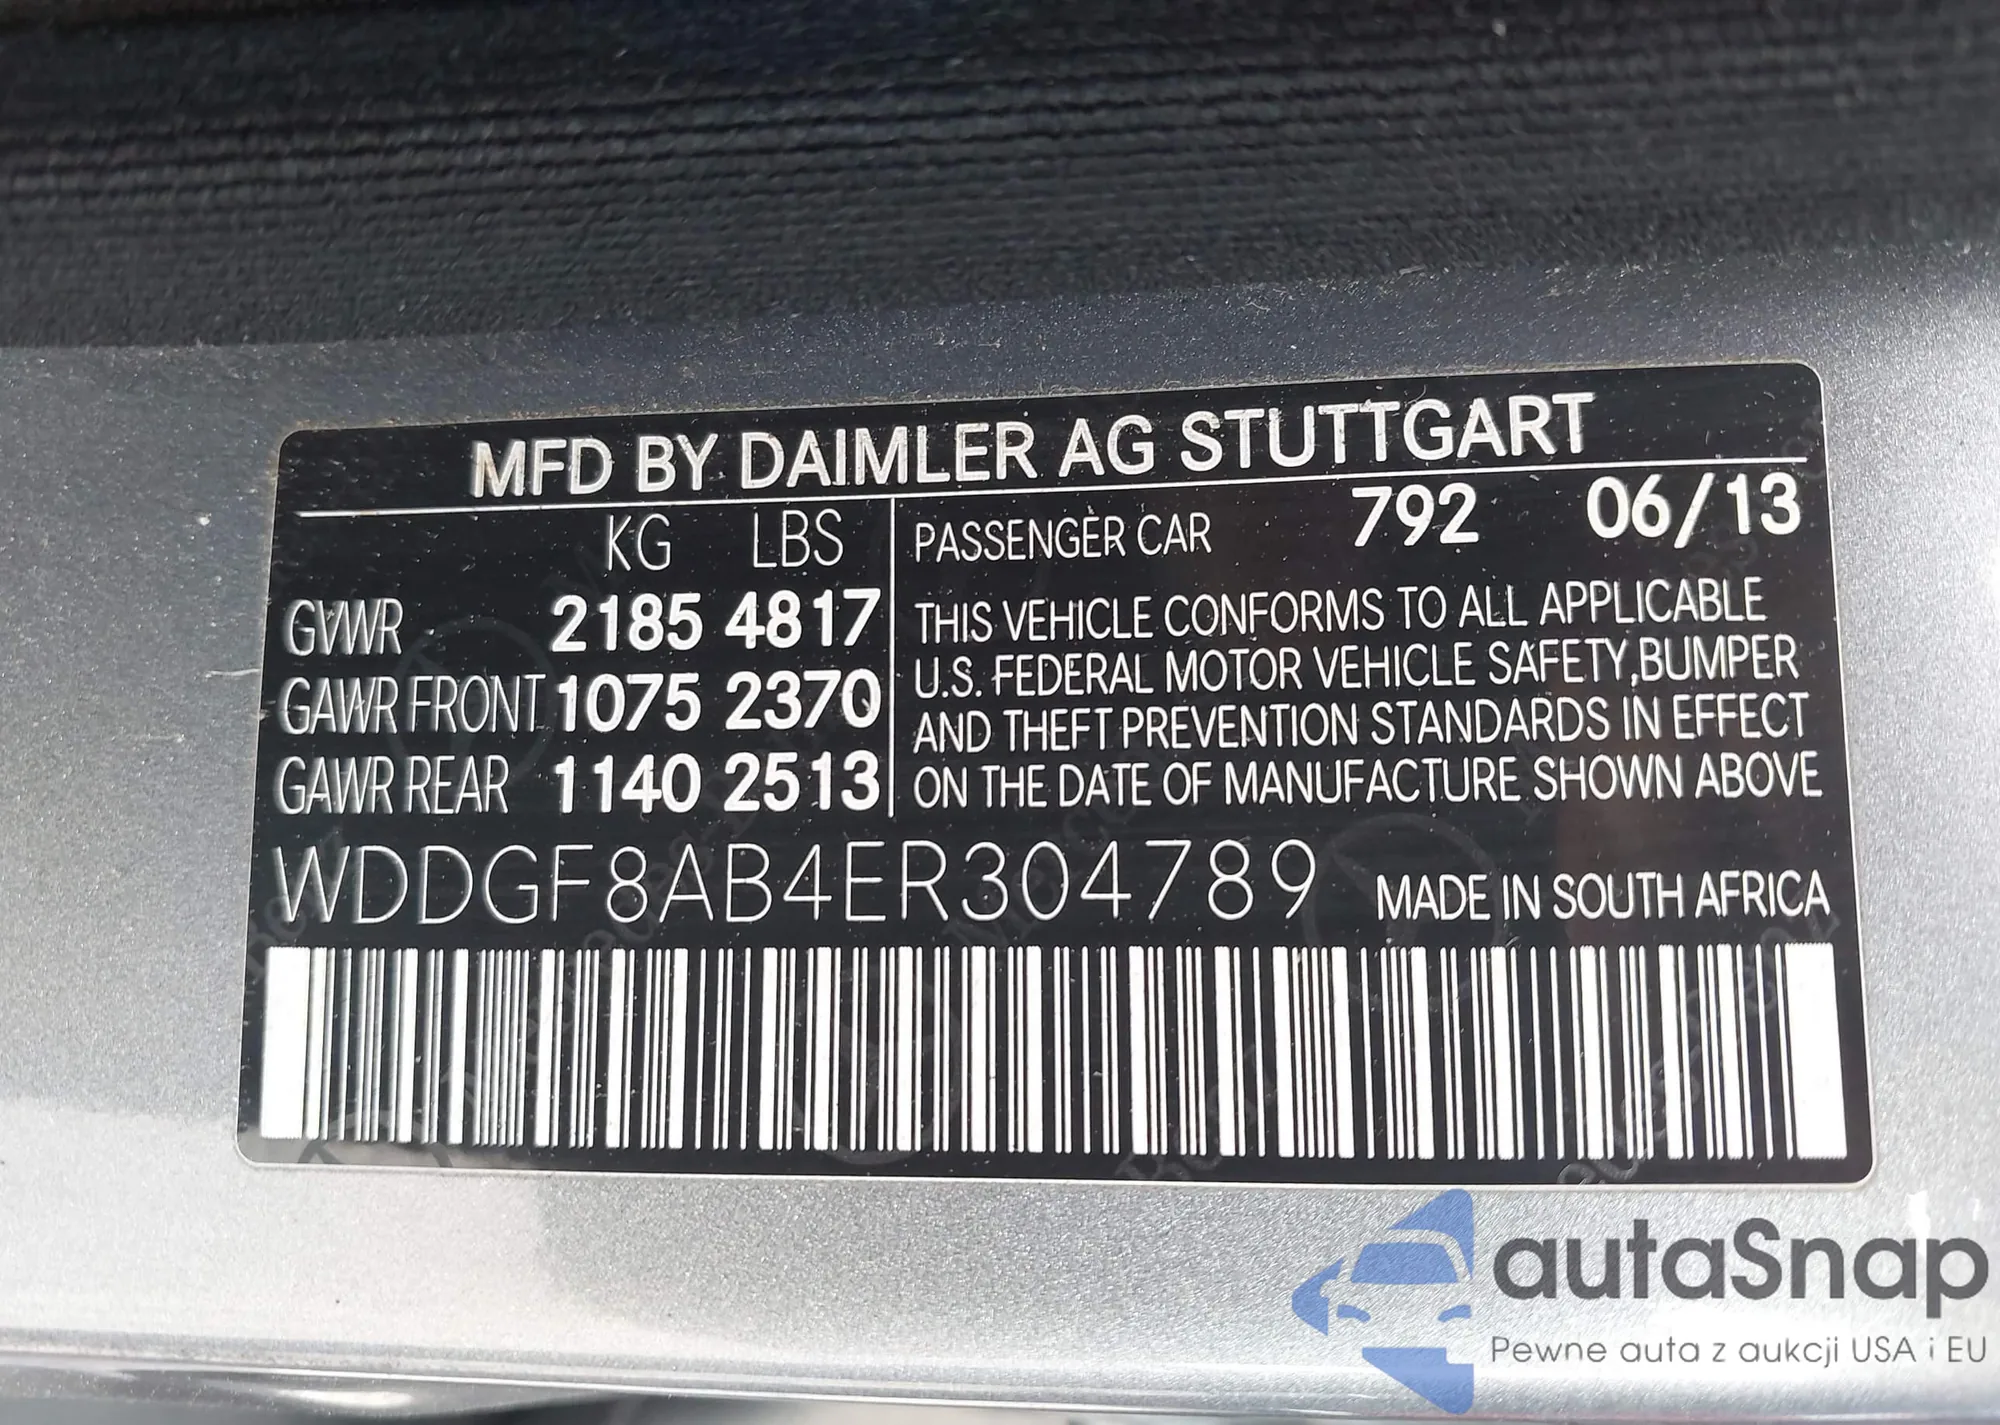 MFD BY DAIMLER AG STUTTGART
KG LBS
GVWR 2185 4817
GAWR FRONT 1075 2370
GAWR REAR 1140 2513
PASSENGER CAR 792 06/13
THIS VEHICLE CONFORMS TO ALL APPLICABLE
U.S. FEDERAL MOTOR VEHICLE SAFETY,BUMPER
AND THEFT PREVENTION STANDARDS IN EFFECT
ON THE DATE OF MANUFACTURE SHOWN ABOVE
WDDGF8AB4ER304789 MADE IN SOUTH AFRICA
autaSnap
Pewne auta z aukcji USA i EU